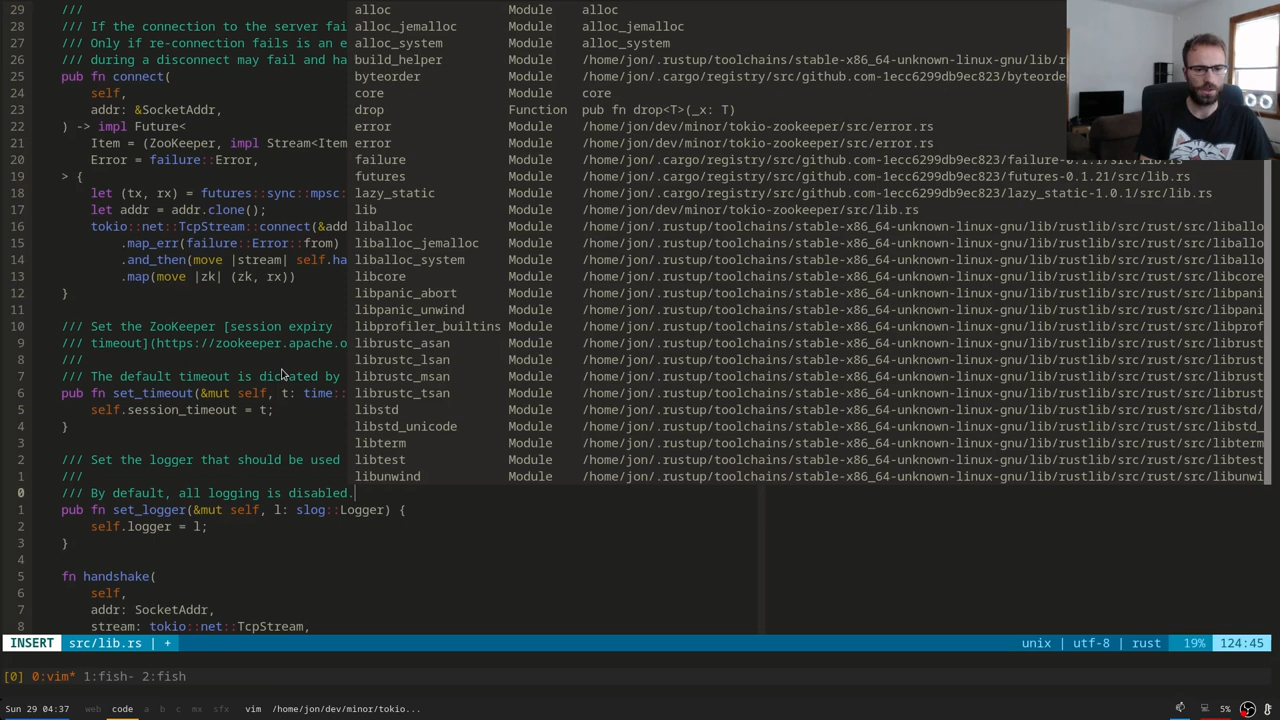 29 /// alloc Module alloc
28 /// If the connection to the server fai alloc_jemalloc Module alloc_jemalloc
27 /// Only if re-connection fails is an e alloc_system Module alloc_system
26 /// during a disconnect may fail and ha build_helper Module /home/jon/.rustup/toolchains/stable-x86_64-unknown-linux-gnu/lib/r
25 pub fn connect( byteorder Module /home/jon/.cargo/registry/src/github.com-1ecc6299db9ec823/byteorde
24 self, core Module core
23 addr: &SocketAddr, drop Function pub fn drop<T>(_x: T)
22 ) -> impl Future< error Module /home/jon/dev/minor/tokio-zookeeper/src/error.rs
21 Item = (ZooKeeper, impl Stream<Item error Module /home/jon/dev/minor/tokio-zookeeper/src/error.rs
20 Error = failure::Error, failure Module /home/jon/.cargo/registry/src/github.com-1ecc6299db9ec823/failure-0.1.1/src/lib.rs
19 > { futures Module /home/jon/.cargo/registry/src/github.com-1ecc6299db9ec823/futures-0.1.21/src/lib.rs
18 let (tx, rx) = futures::sync::mpsc: lazy_static Module /home/jon/.cargo/registry/src/github.com-1ecc6299db9ec823/lazy_static-1.0.1/src/lib.rs
17 let addr = addr.clone(); lib Module /home/jon/dev/minor/tokio-zookeeper/src/lib.rs
16 tokio::net::TcpStream::connect(&add liballoc Module /home/jon/.rustup/toolchains/stable-x86_64-unknown-linux-gnu/lib/rustlib/src/rust/src/liballo
15 .map_err(failure::Error::from) liballoc_jemalloc Module /home/jon/.rustup/toolchains/stable-x86_64-unknown-linux-gnu/lib/rustlib/src/rust/src/liballo
14 .and_then(move |stream| self.ha liballoc_system Module /home/jon/.rustup/toolchains/stable-x86_64-unknown-linux-gnu/lib/rustlib/src/rust/src/liballo
13 .map(move |zk| (zk, rx)) libcore Module /home/jon/.rustup/toolchains/stable-x86_64-unknown-linux-gnu/lib/rustlib/src/rust/src/libcore
12 } libpanic_abort Module /home/jon/.rustup/toolchains/stable-x86_64-unknown-linux-gnu/lib/rustlib/src/rust/src/libpani
11 libpanic_unwind Module /home/jon/.rustup/toolchains/stable-x86_64-unknown-linux-gnu/lib/rustlib/src/rust/src/libpani
10 /// Set the ZooKeeper [session expiry libprofiler_builtins Module /home/jon/.rustup/toolchains/stable-x86_64-unknown-linux-gnu/lib/rustlib/src/rust/src/libprof
9 /// timeout](https://zookeeper.apache.o librustc_asan Module /home/jon/.rustup/toolchains/stable-x86_64-unknown-linux-gnu/lib/rustlib/src/rust/src/librust
8 /// librustc_lsan Module /home/jon/.rustup/toolchains/stable-x86_64-unknown-linux-gnu/lib/rustlib/src/rust/src/librust
7 /// The default timeout is dictated by librustc_msan Module /home/jon/.rustup/toolchains/stable-x86_64-unknown-linux-gnu/lib/rustlib/src/rust/src/librust
6 pub fn set_timeout(&mut self, t: time:: librustc_tsan Module /home/jon/.rustup/toolchains/stable-x86_64-unknown-linux-gnu/lib/rustlib/src/rust/src/librust
5 self.session_timeout = t; libstd Module /home/jon/.rustup/toolchains/stable-x86_64-unknown-linux-gnu/lib/rustlib/src/rust/src/libstd/
4 } libstd_unicode Module /home/jon/.rustup/toolchains/stable-x86_64-unknown-linux-gnu/lib/rustlib/src/rust/src/libstd_
3 libterm Module /home/jon/.rustup/toolchains/stable-x86_64-unknown-linux-gnu/lib/rustlib/src/rust/src/libterm
2 /// Set the logger that should be used libtest Module /home/jon/.rustup/toolchains/stable-x86_64-unknown-linux-gnu/lib/rustlib/src/rust/src/libtest
1 /// libunwind Module /home/jon/.rustup/toolchains/stable-x86_64-unknown-linux-gnu/lib/rustlib/src/rust/src/libunwi
0 /// By default, all logging is disabled.
1 pub fn set_logger(&mut self, l: slog::Logger) {
2 self.logger = l;
3 }
4
5 fn handshake(
6 self,
7 addr: SocketAddr,
8 stream: tokio::net::TcpStream,
INSERT src/lib.rs | + unix | utf-8 | rust 19% 124:45
[0] 0:vim* 1:fish- 2:fish
Sun 29 04:37 web code a b c mx sfx vim /home/jon/dev/minor/tokio... 5%